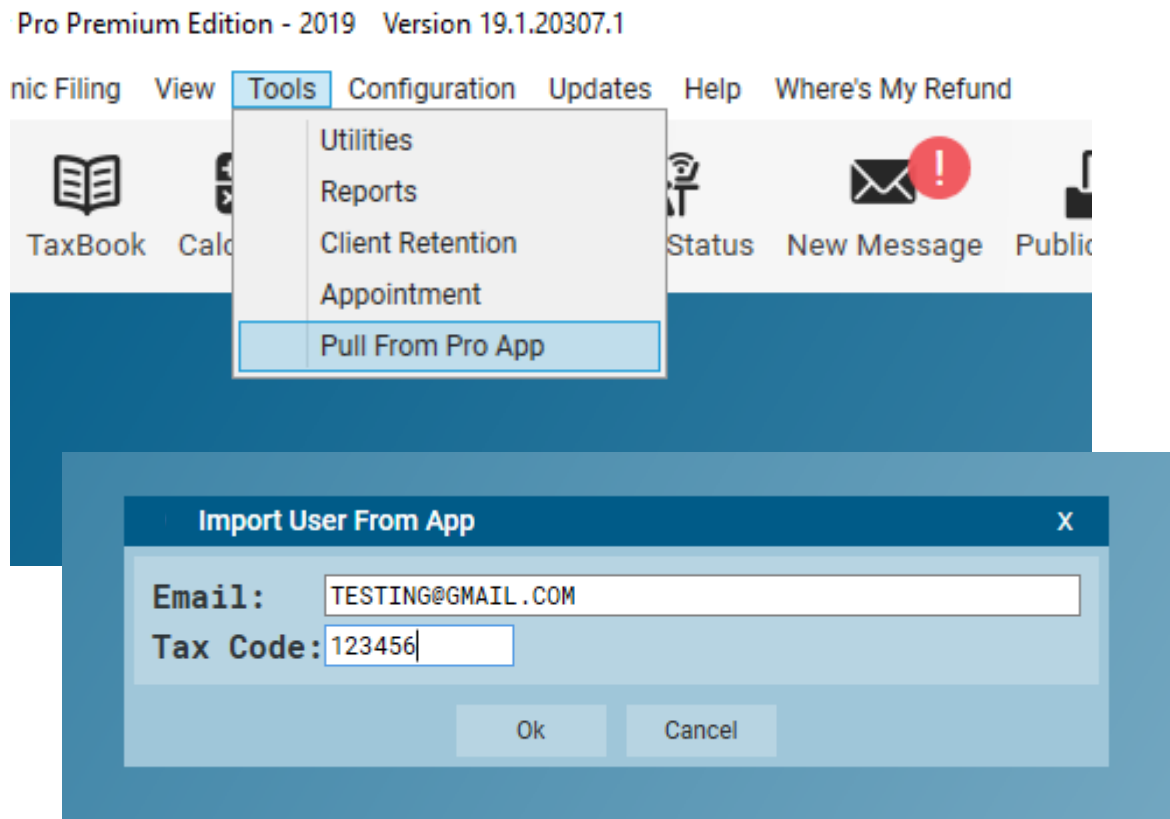 Pro Premium Edition - 2019 Version 19.1.20307.1
nic Filing View Tools Configuration Updates Help Where's My Refund
Utilities
Reports
Client Retention
Appointment
Pull From Pro App
TaxBook Calc Status New Message Public
Import User From App X
Email: TESTING@GMAIL.COM
Tax Code: 123456
Ok Cancel